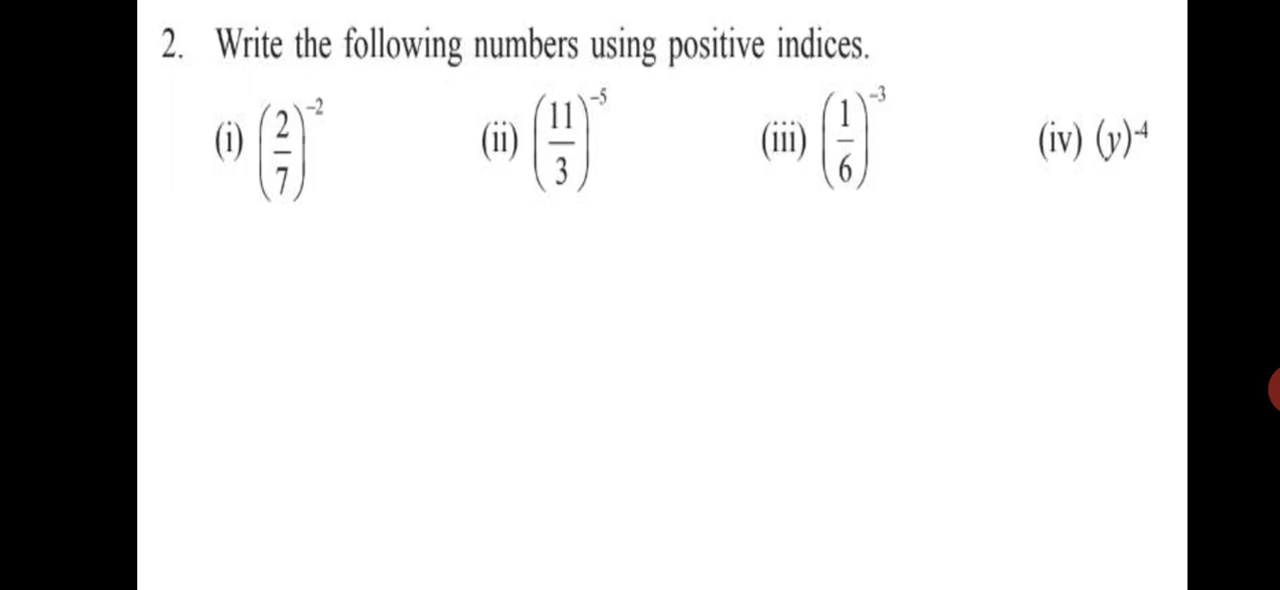 2. Write the following numbers using positive indices.
(i) (2/7)⁻² (ii) (11/3)⁻⁵ (iii) (1/6)⁻³ (iv) (y)⁻⁴